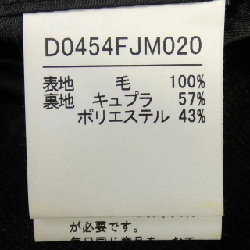 D0454FJM020
表地 毛 100%
裏地 キュプラ 57%
ポリエステル 43%
が必要です。